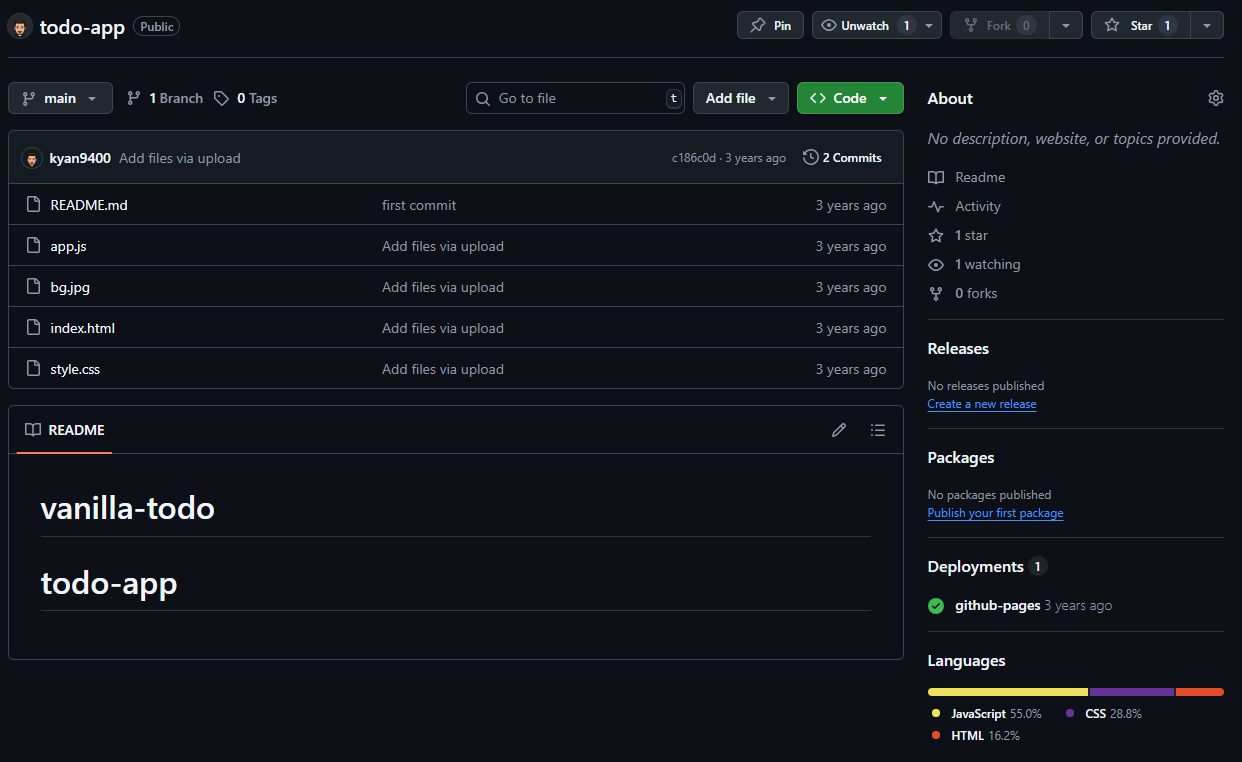 todo-app Public Pin Unwatch 1 Fork 0 Star 1
main 1 Branch 0 Tags Go to file t Add file Code
kyan9400 Add files via upload c186c0d · 3 years ago 2 Commits
README.md first commit 3 years ago
app.js Add files via upload 3 years ago
bg.jpg Add files via upload 3 years ago
index.html Add files via upload 3 years ago
style.css Add files via upload 3 years ago
README
vanilla-todo
todo-app
About
No description, website, or topics provided.
Readme
Activity
1 star
1 watching
0 forks
Releases
No releases published
Create a new release
Packages
No packages published
Publish your first package
Deployments 1
github-pages 3 years ago
Languages
JavaScript 55.0% CSS 28.8%
HTML 16.2%